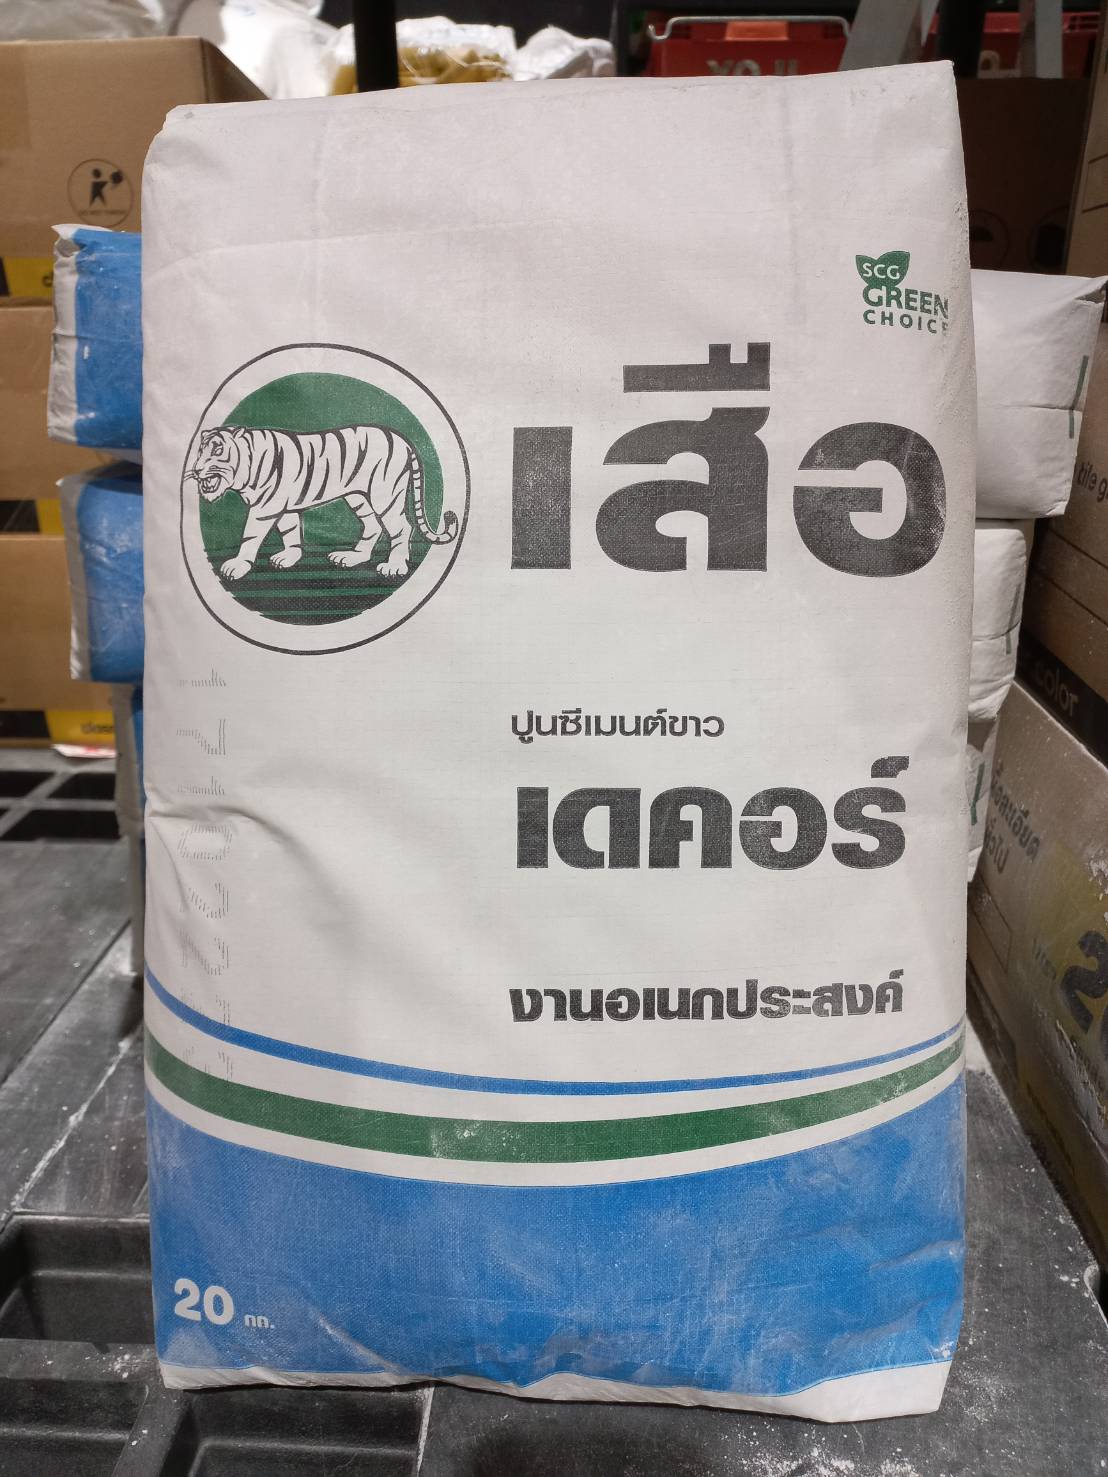 SCG
GREEN
CHOICE
เสือ
ปูนซีเมนต์ขาว
เดคอร์
งานอเนกประสงค์
20 กก.
color